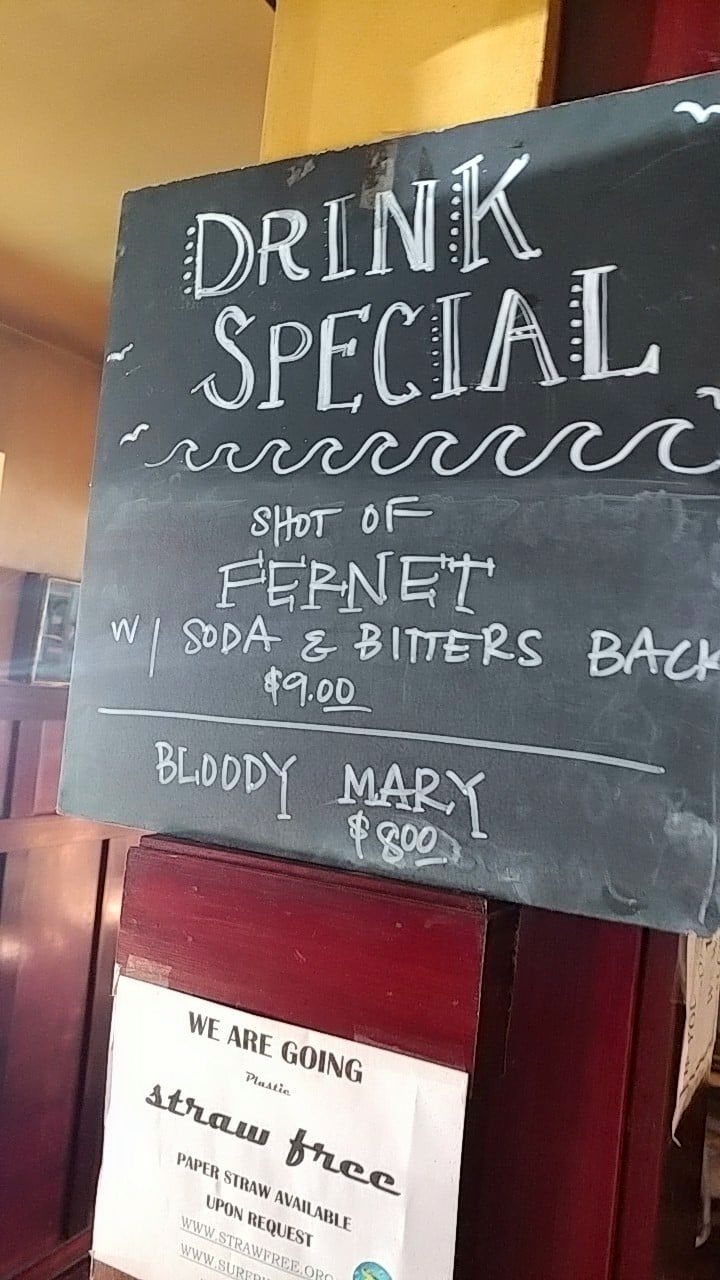 DRINK
SPECIAL
SHOT OF
FERNET
W/ SODA & BITTERS BACK
$9.00
BLOODY MARY
$8.00
WE ARE GOING
Plastic
straw free
PAPER STRAW AVAILABLE
UPON REQUEST
WWW.STRAWFREE.ORG